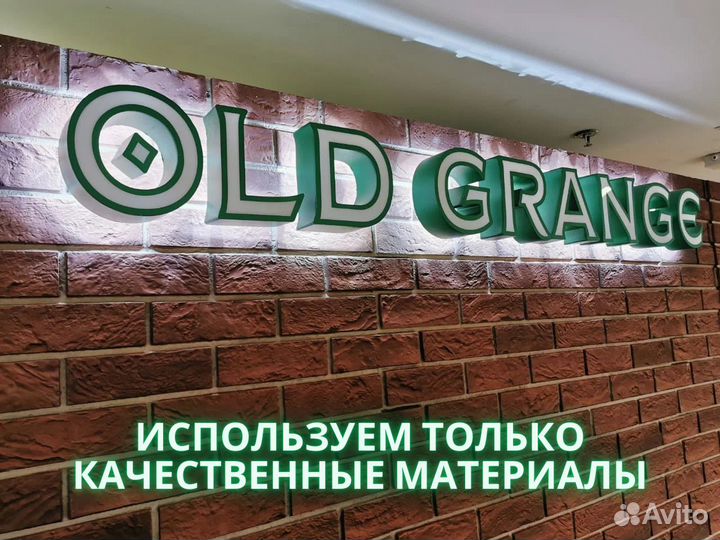 OLD GRANGE
ИСПОЛЬЗУЕМ ТОЛЬКО
КАЧЕСТВЕННЫЕ МАТЕРИАЛЫ
Avito